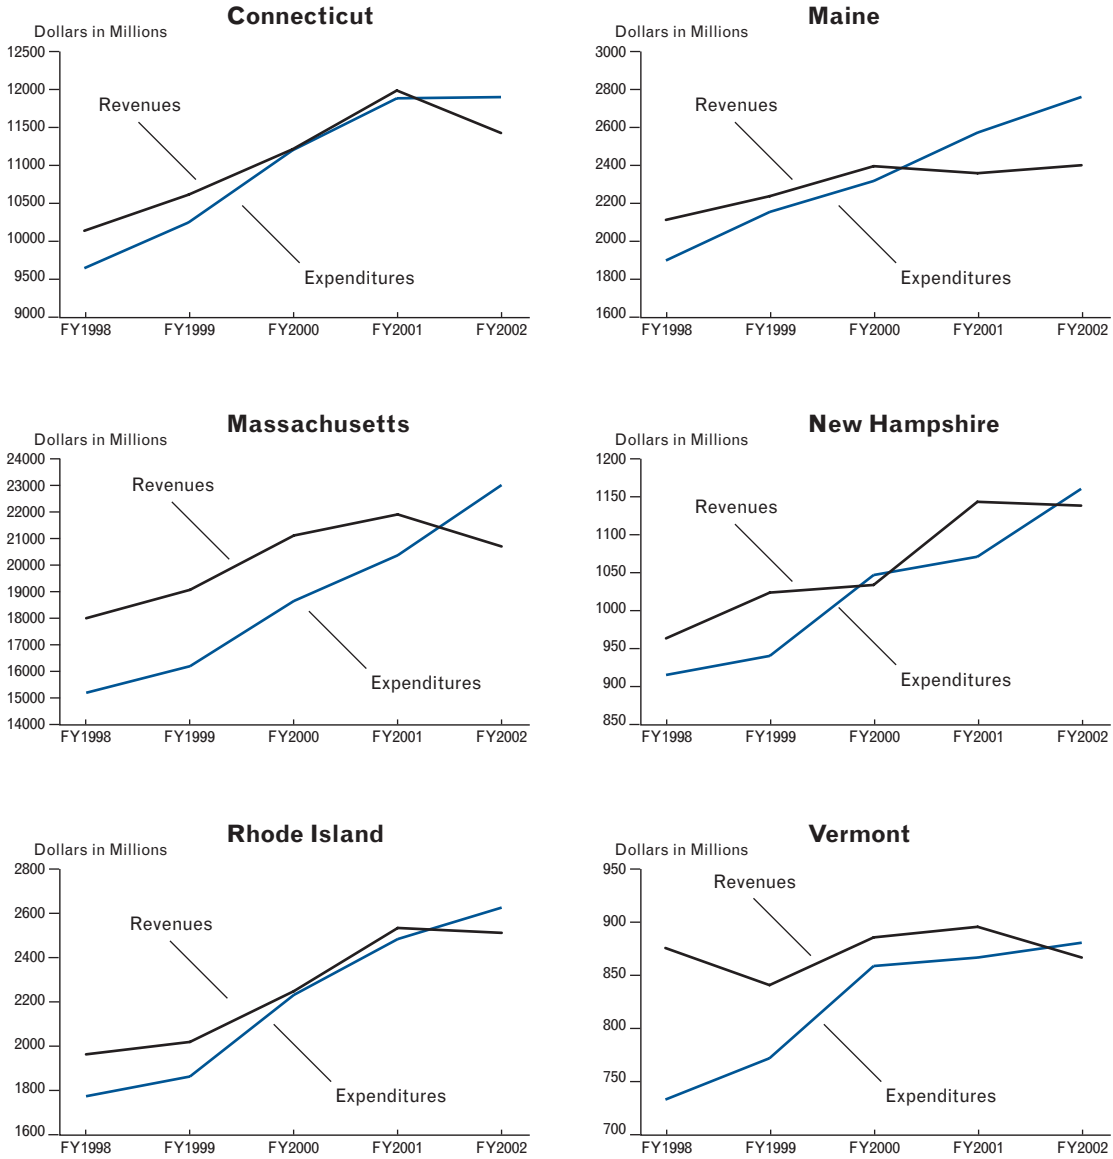 Connecticut
Dollars in Millions
12500
12000
11500
11000
10500
10000
9500
9000
Revenues
Expenditures
FY1998 FY1999 FY2000 FY2001 FY2002
Maine
Dollars in Millions
3000
2800
2600
2400
2200
2000
1800
1600
Revenues
Expenditures
FY1998 FY1999 FY2000 FY2001 FY2002
Massachusetts
Dollars in Millions
24000
23000
22000
21000
20000
19000
18000
17000
16000
15000
14000
Revenues
Expenditures
FY1998 FY1999 FY2000 FY2001 FY2002
New Hampshire
Dollars in Millions
1200
1150
1100
1050
1000
950
900
850
Revenues
Expenditures
FY1998 FY1999 FY2000 FY2001 FY2002
Rhode Island
Dollars in Millions
2800
2600
2400
2200
2000
1800
1600
Revenues
Expenditures
FY1998 FY1999 FY2000 FY2001 FY2002
Vermont
Dollars in Millions
950
900
850
800
750
700
Revenues
Expenditures
FY1998 FY1999 FY2000 FY2001 FY2002